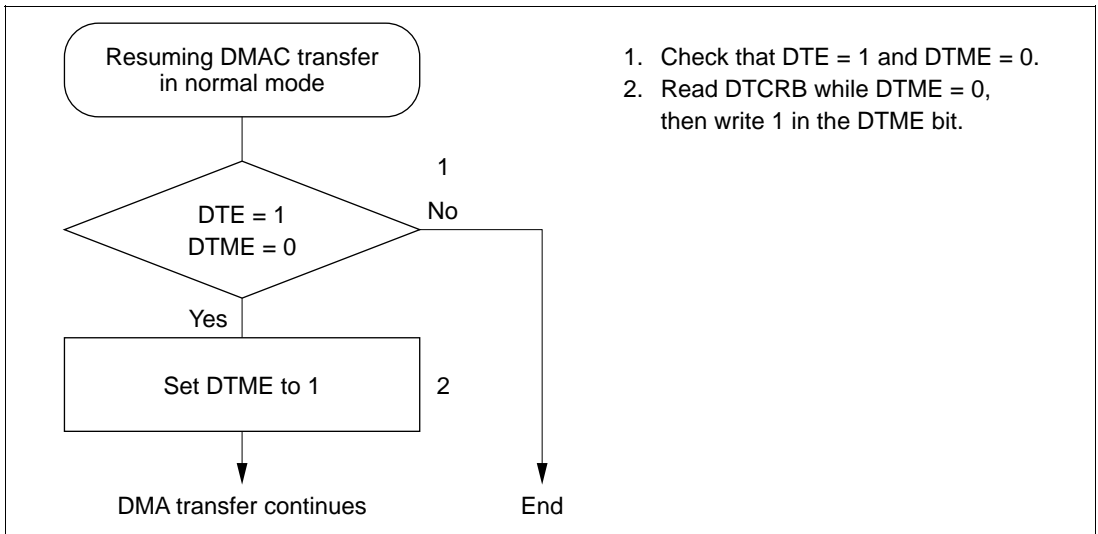 Resuming DMAC transfer
in normal mode
1
DTE = 1
DTME = 0
No
Yes
Set DTME to 1
2
DMA transfer continues
End
1. Check that DTE = 1 and DTME = 0.
2. Read DTCRB while DTME = 0,
then write 1 in the DTME bit.